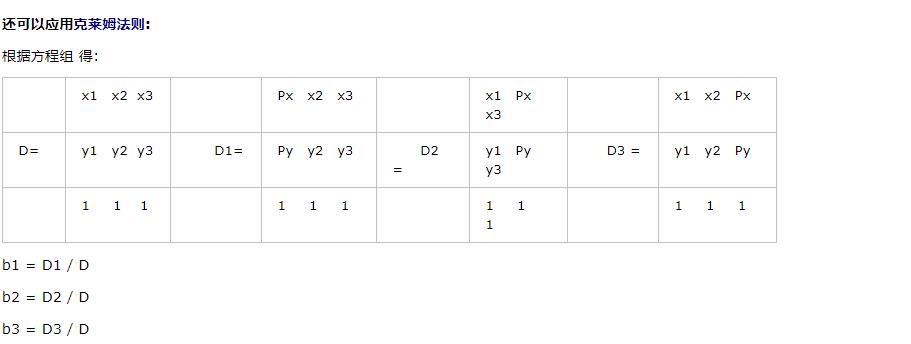 还可以应用克莱姆法则:
根据方程组 得:
x1 x2 x3 Px x2 x3 x1 Px x1 x2 Px
x3
D= y1 y2 y3 D1= Py y2 y3 D2 y1 Py D3 = y1 y2 Py
= y3
1 1 1 1 1 1 1 1 1 1 1
1
b1 = D1 / D
b2 = D2 / D
b3 = D3 / D